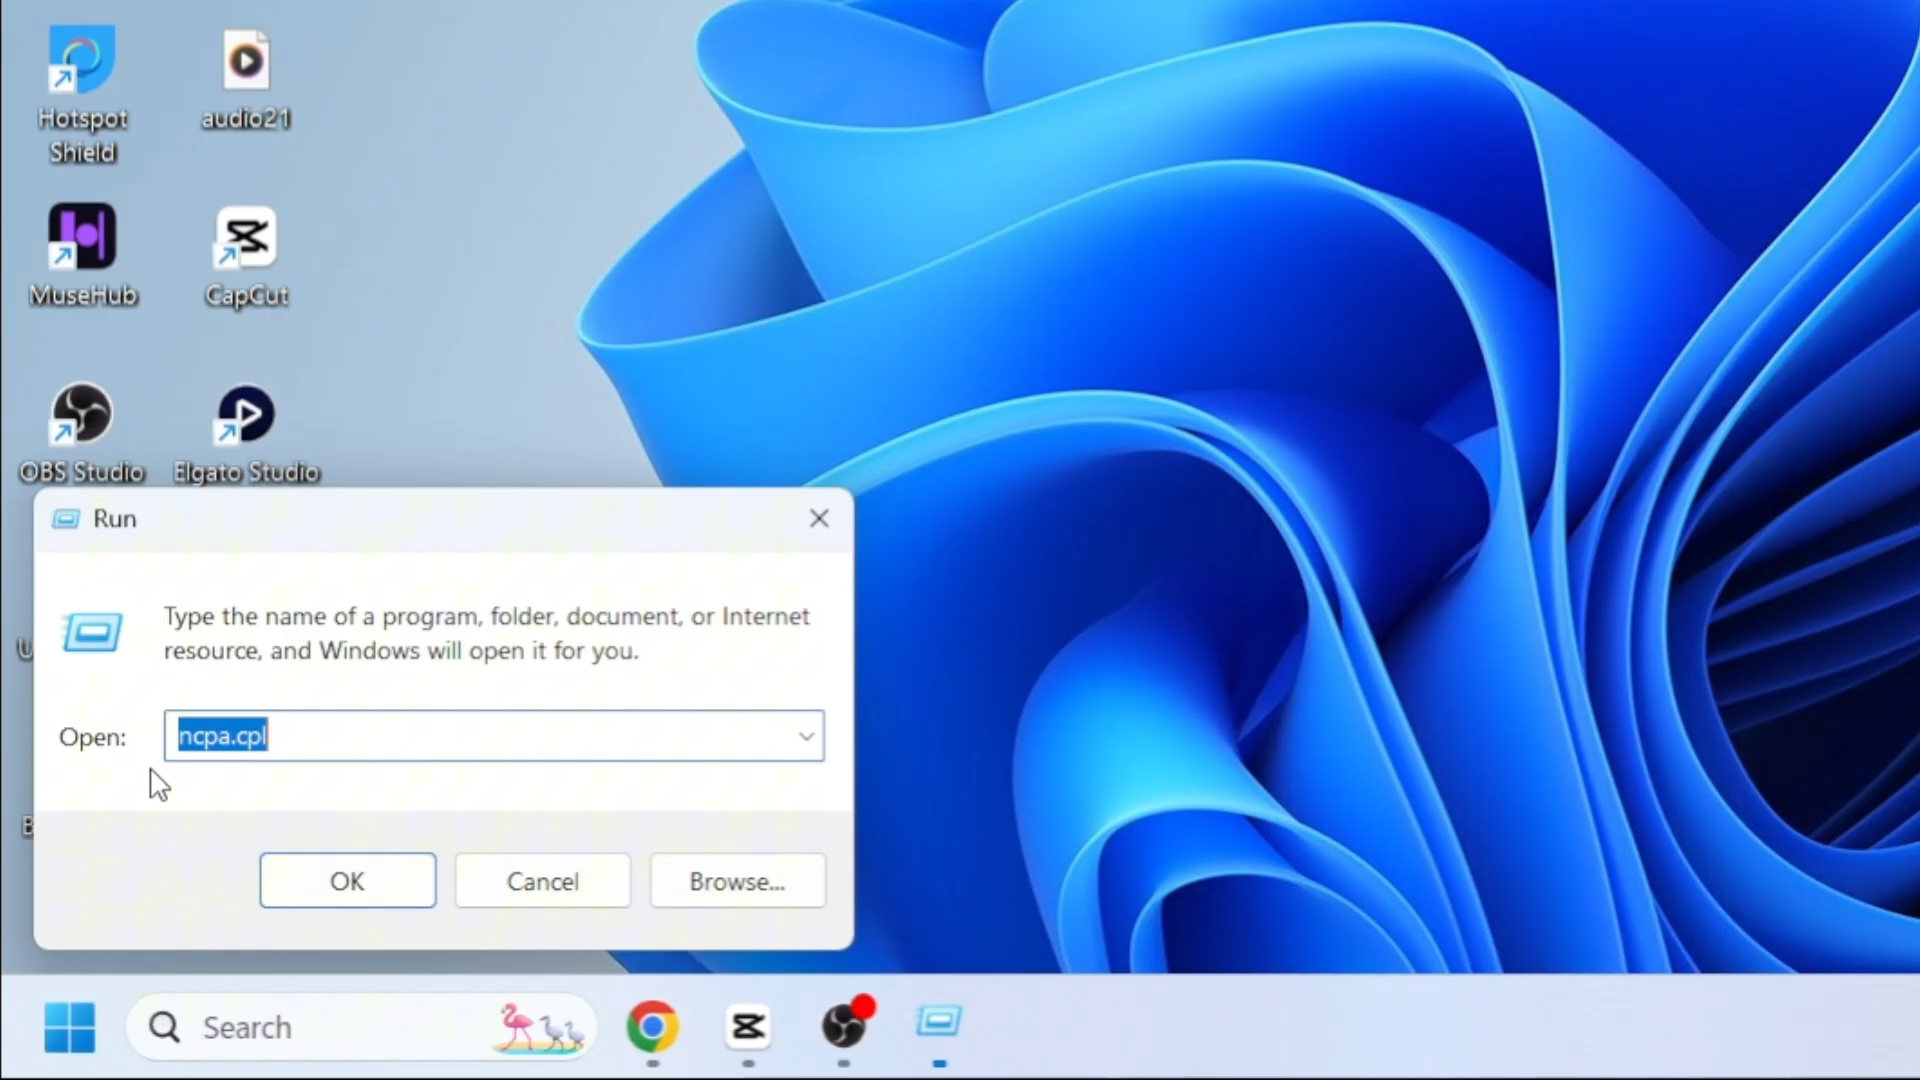 Hotspot
Shield
audio21
MuseHub
CapCut
OBS Studio
Elgato Studio
Run
Type the name of a program, folder, document, or Internet
resource, and Windows will open it for you.
Open:
ncpa.cpl
OK
Cancel
Browse...
Search